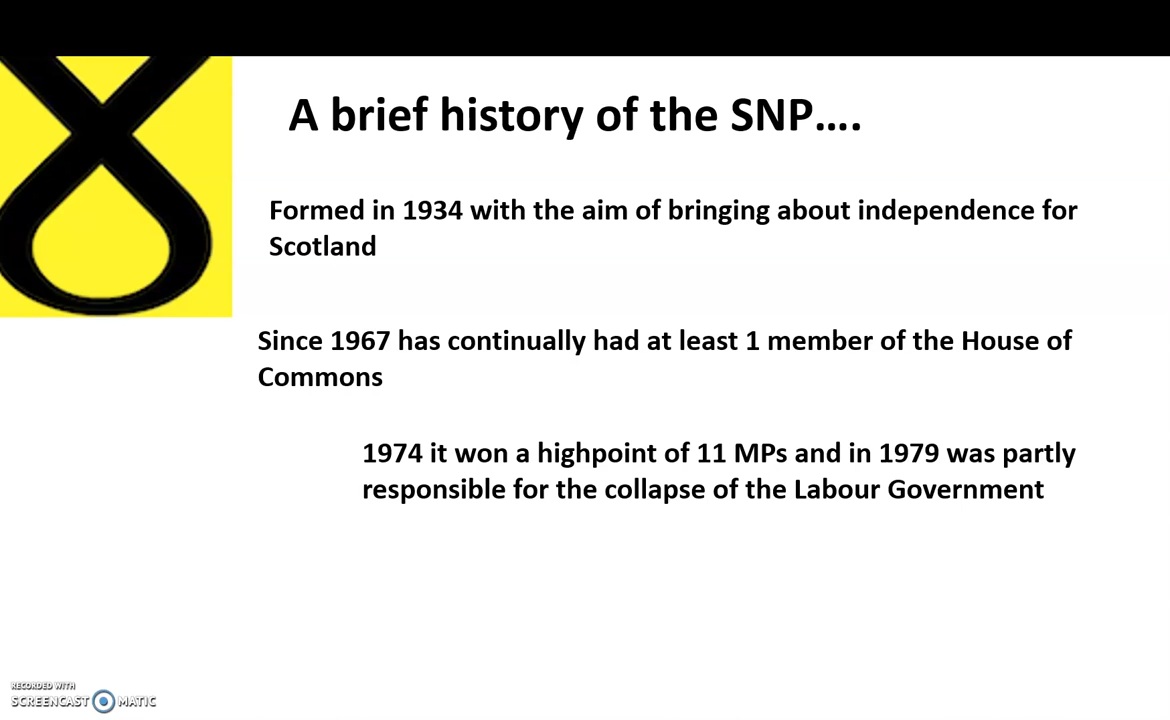 A brief history of the SNP....
Formed in 1934 with the aim of bringing about independence for
Scotland
Since 1967 has continually had at least 1 member of the House of
Commons
1974 it won a highpoint of 11 MPs and in 1979 was partly
responsible for the collapse of the Labour Government
RECORDED WITH
SCREENCAST MATIC